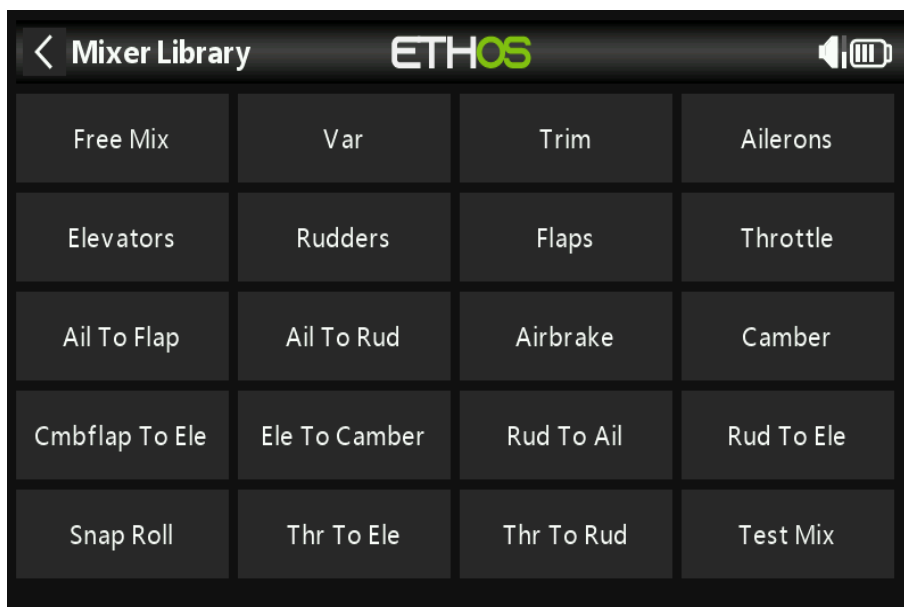 Mixer Library
ETHOS
Free Mix
Var
Trim
Ailerons
Elevators
Rudders
Flaps
Throttle
Ail To Flap
Ail To Rud
Airbrake
Camber
Cmbflap To Ele
Ele To Camber
Rud To Ail
Rud To Ele
Snap Roll
Thr To Ele
Thr To Rud
Test Mix